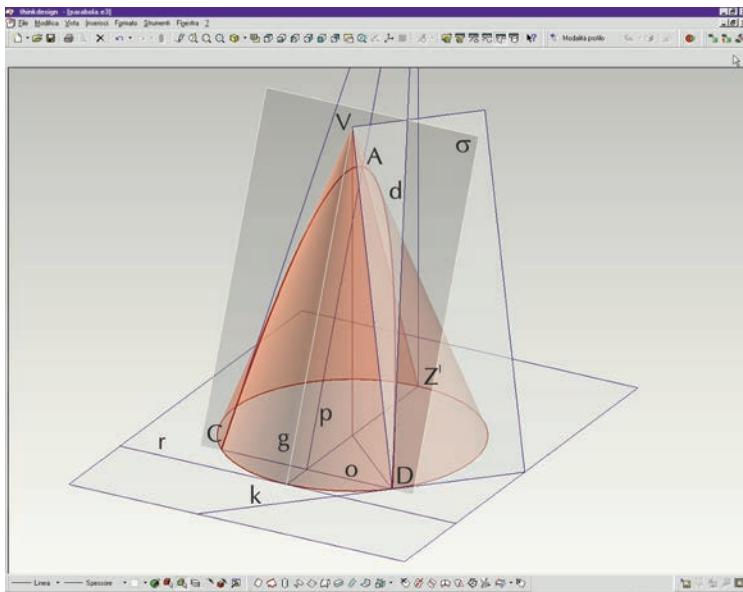 thinkdesign - [parabola.e3]
File Modifica Vista Inserisci Formato Strumenti Finestra ?
Modalità profilo
V
A
σ
d
Z'
C
p
r
g
o
D
k
Linea
Spessore